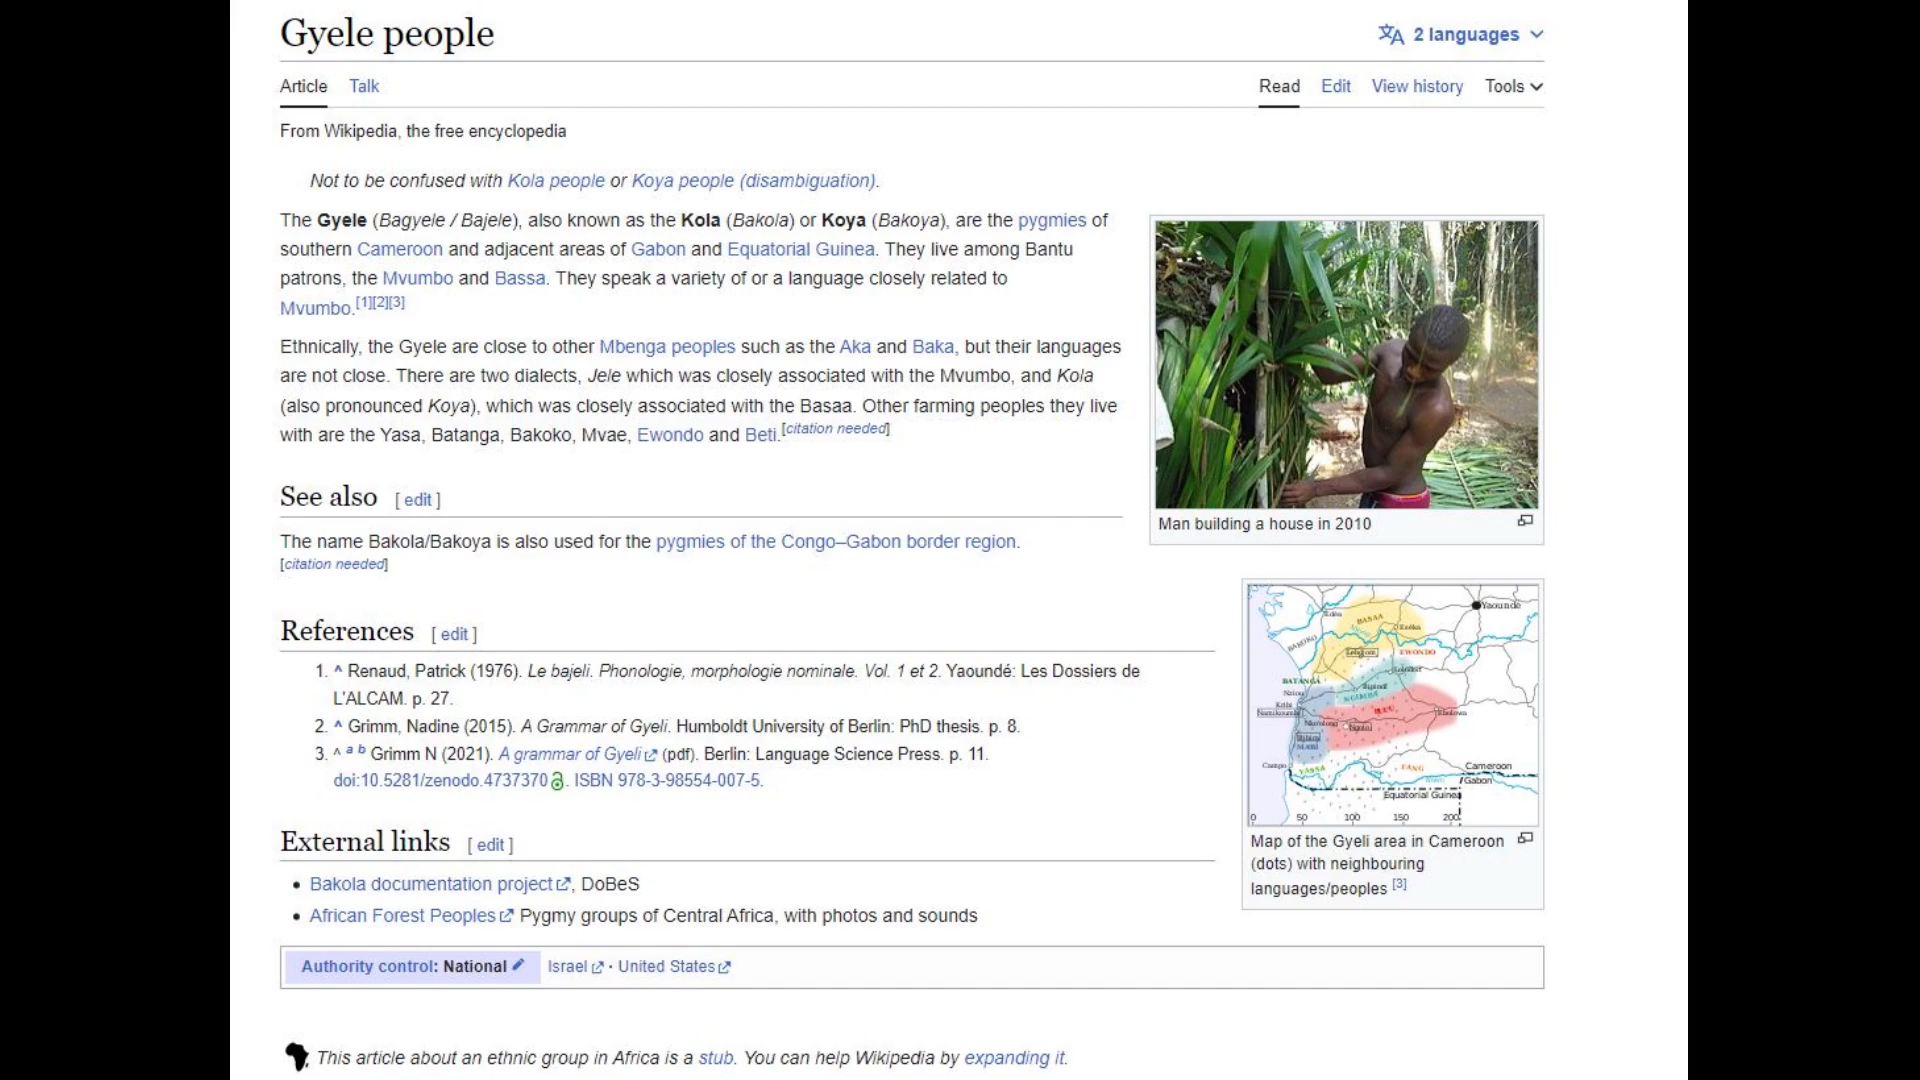 Gyele people
2 languages
Article Talk
Read Edit View history Tools
From Wikipedia, the free encyclopedia
Not to be confused with Kola people or Koya people (disambiguation).
The Gyele (Bagyele / Bajele), also known as the Kola (Bakola) or Koya (Bakoya), are the pygmies of
southern Cameroon and adjacent areas of Gabon and Equatorial Guinea. They live among Bantu
patrons, the Mvumbo and Bassa. They speak a variety of or a language closely related to
Mvumbo.[1][2][3]
Ethnically, the Gyele are close to other Mbenga peoples such as the Aka and Baka, but their languages
are not close. There are two dialects, Jele which was closely associated with the Mvumbo, and Kola
(also pronounced Koya), which was closely associated with the Basaa. Other farming peoples they live
with are the Yasa, Batanga, Bakoko, Mvae, Ewondo and Beti.[citation needed]
Man building a house in 2010
See also [ edit ]
The name Bakola/Bakoya is also used for the pygmies of the Congo–Gabon border region.
[citation needed]
References [ edit ]
1. ^ Renaud, Patrick (1976). Le bajeli. Phonologie, morphologie nominale. Vol. 1 et 2. Yaoundé: Les Dossiers de
L'ALCAM. p. 27.
2. ^ Grimm, Nadine (2015). A Grammar of Gyeli. Humboldt University of Berlin: PhD thesis. p. 8.
3. ^ a b Grimm N (2021). A grammar of Gyeli (pdf). Berlin: Language Science Press. p. 11.
doi:10.5281/zenodo.4737370. ISBN 978-3-98554-007-5.
Yaoundé
Edéa
BASAA
Eséka
BAKOKO
EWONDO
Lolodorf
BATANGA
Bipindi
NGUMBA
Kribi
BULU
Ebolowa
MABI
Campo
YASSA
FANG
Cameroon
Gabon
Equatorial Guinea
0 50 100 150 200
Map of the Gyeli area in Cameroon
(dots) with neighbouring
languages/peoples [3]
External links [ edit ]
• Bakola documentation project, DoBeS
• African Forest Peoples Pygmy groups of Central Africa, with photos and sounds
Authority control: National Israel · United States
This article about an ethnic group in Africa is a stub. You can help Wikipedia by expanding it.